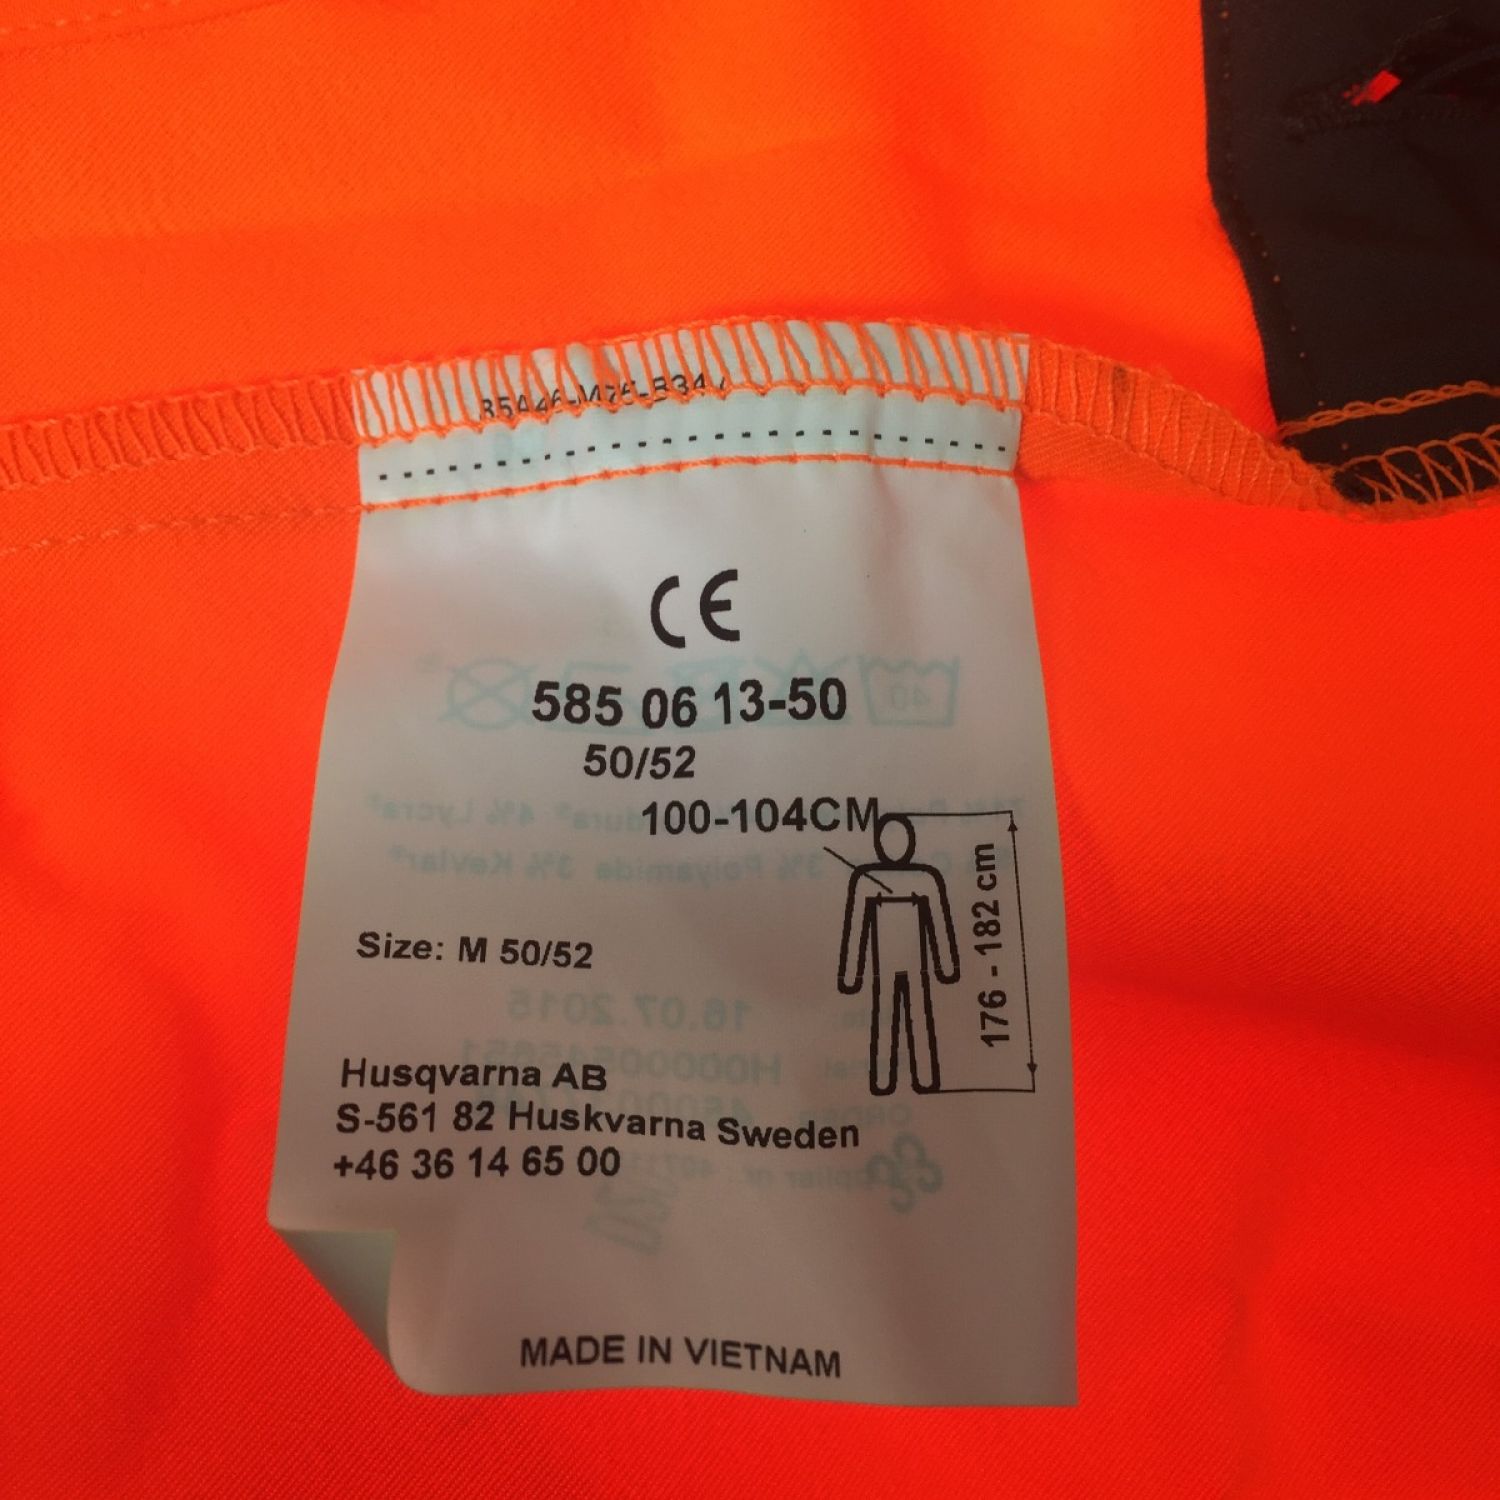 CE
585 06 13-50
50/52
100-104CM
176 - 182 cm
Size: M 50/52
Husqvarna AB
S-561 82 Huskvarna Sweden
+46 36 14 65 00
MADE IN VIETNAM